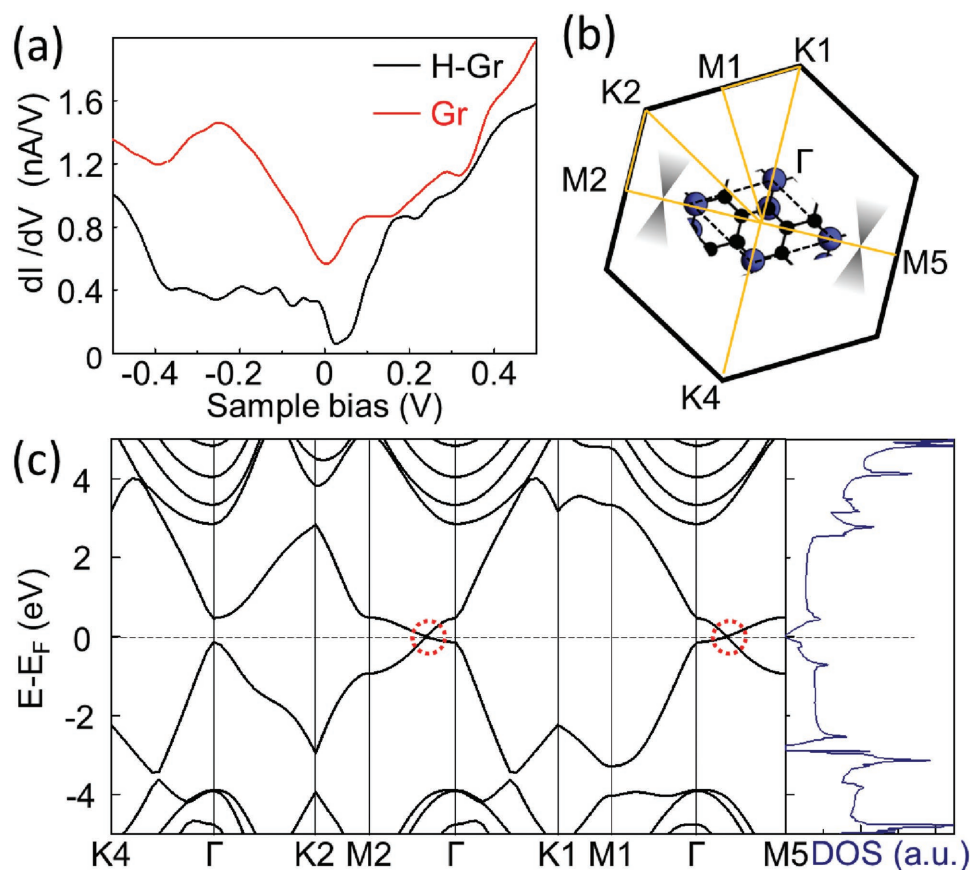 (a)
H-Gr
Gr
dI /dV (nA/V)
1.6
1.2
0.8
0.4
0
-0.4 -0.2 0 0.2 0.4
Sample bias (V)
(b)
K1
M1
K2
Γ
M2
M5
K4
(c)
E-E_F (eV)
4
2
0
-2
-4
K4 Γ K2 M2 Γ K1 M1 Γ M5 DOS (a.u.)